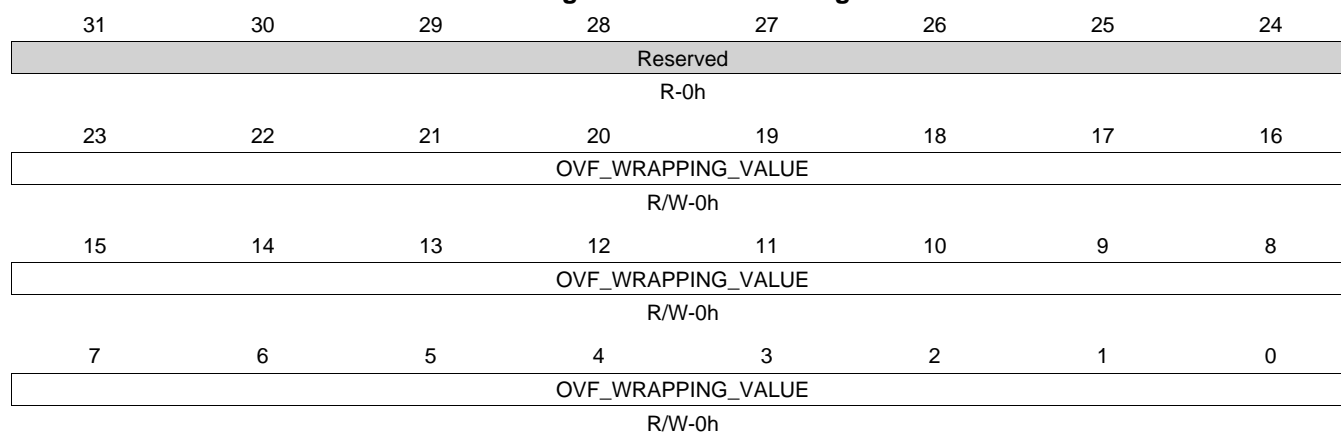 31 30 29 28 27 26 25 24
Reserved
R-0h
23 22 21 20 19 18 17 16
OVF_WRAPPING_VALUE
R/W-0h
15 14 13 12 11 10 9 8
OVF_WRAPPING_VALUE
R/W-0h
7 6 5 4 3 2 1 0
OVF_WRAPPING_VALUE
R/W-0h